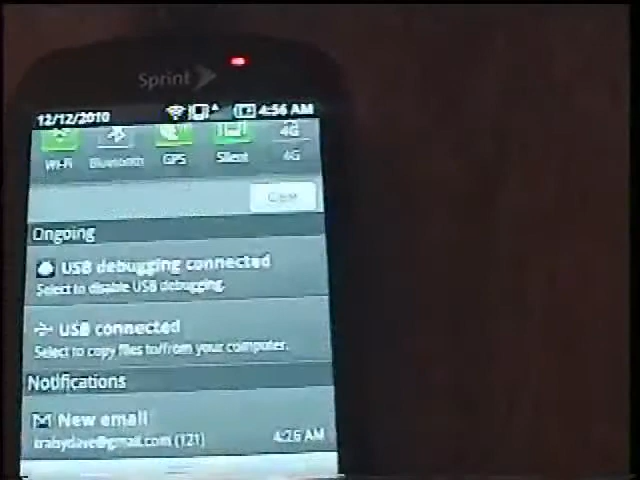 Sprint
12/12/2010 4:56 AM
Wi-Fi Bluetooth GPS Silent 4G
4G
Clear
Ongoing
USB debugging connected
Select to disable USB debugging.
USB connected
Select to copy files to/from your computer.
Notifications
New email
(121) 4:26 AM